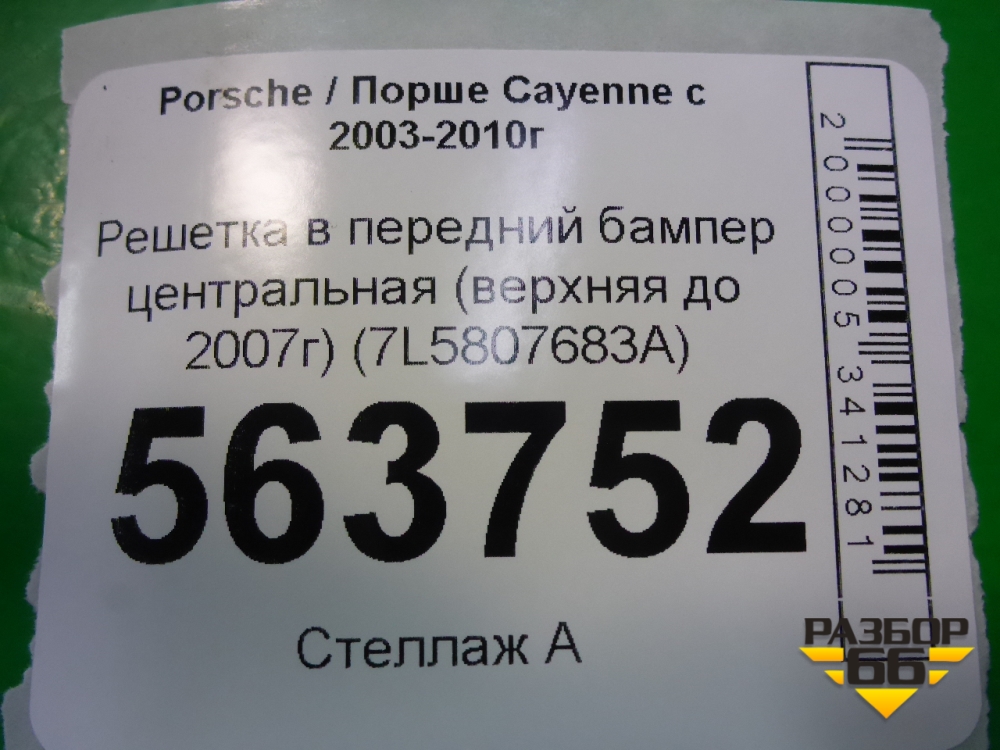 Porsche / Порше Cayenne с
2003-2010г
Решетка в передний бампер
центральная (верхняя до
2007г) (7L5807683A)
563752
Стеллаж А
2000005341281
РАЗБОР
66